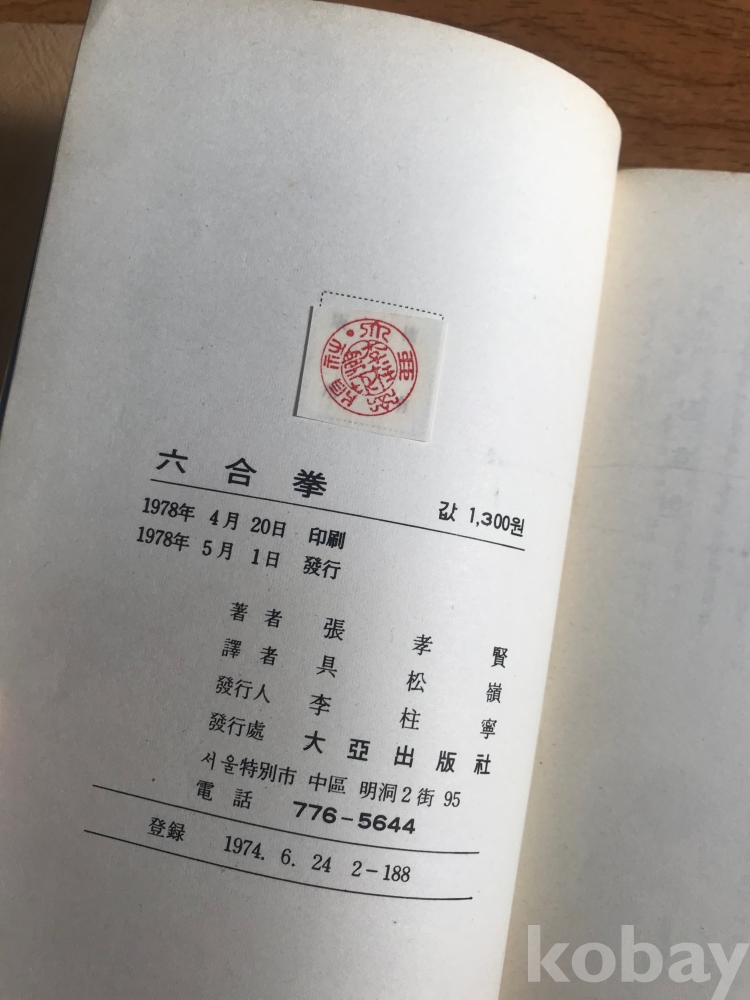 六合拳
값 1,300원
1978年 4月 20日 印刷
1978年 5月 1日 發行
著者 張孝賢
譯者 具松嶺
發行人 李柱寧
發行處 大亞出版社
서울特別市 中區 明洞2街 95
電話 776-5644
登録 1974. 6. 24 2-188
kobay